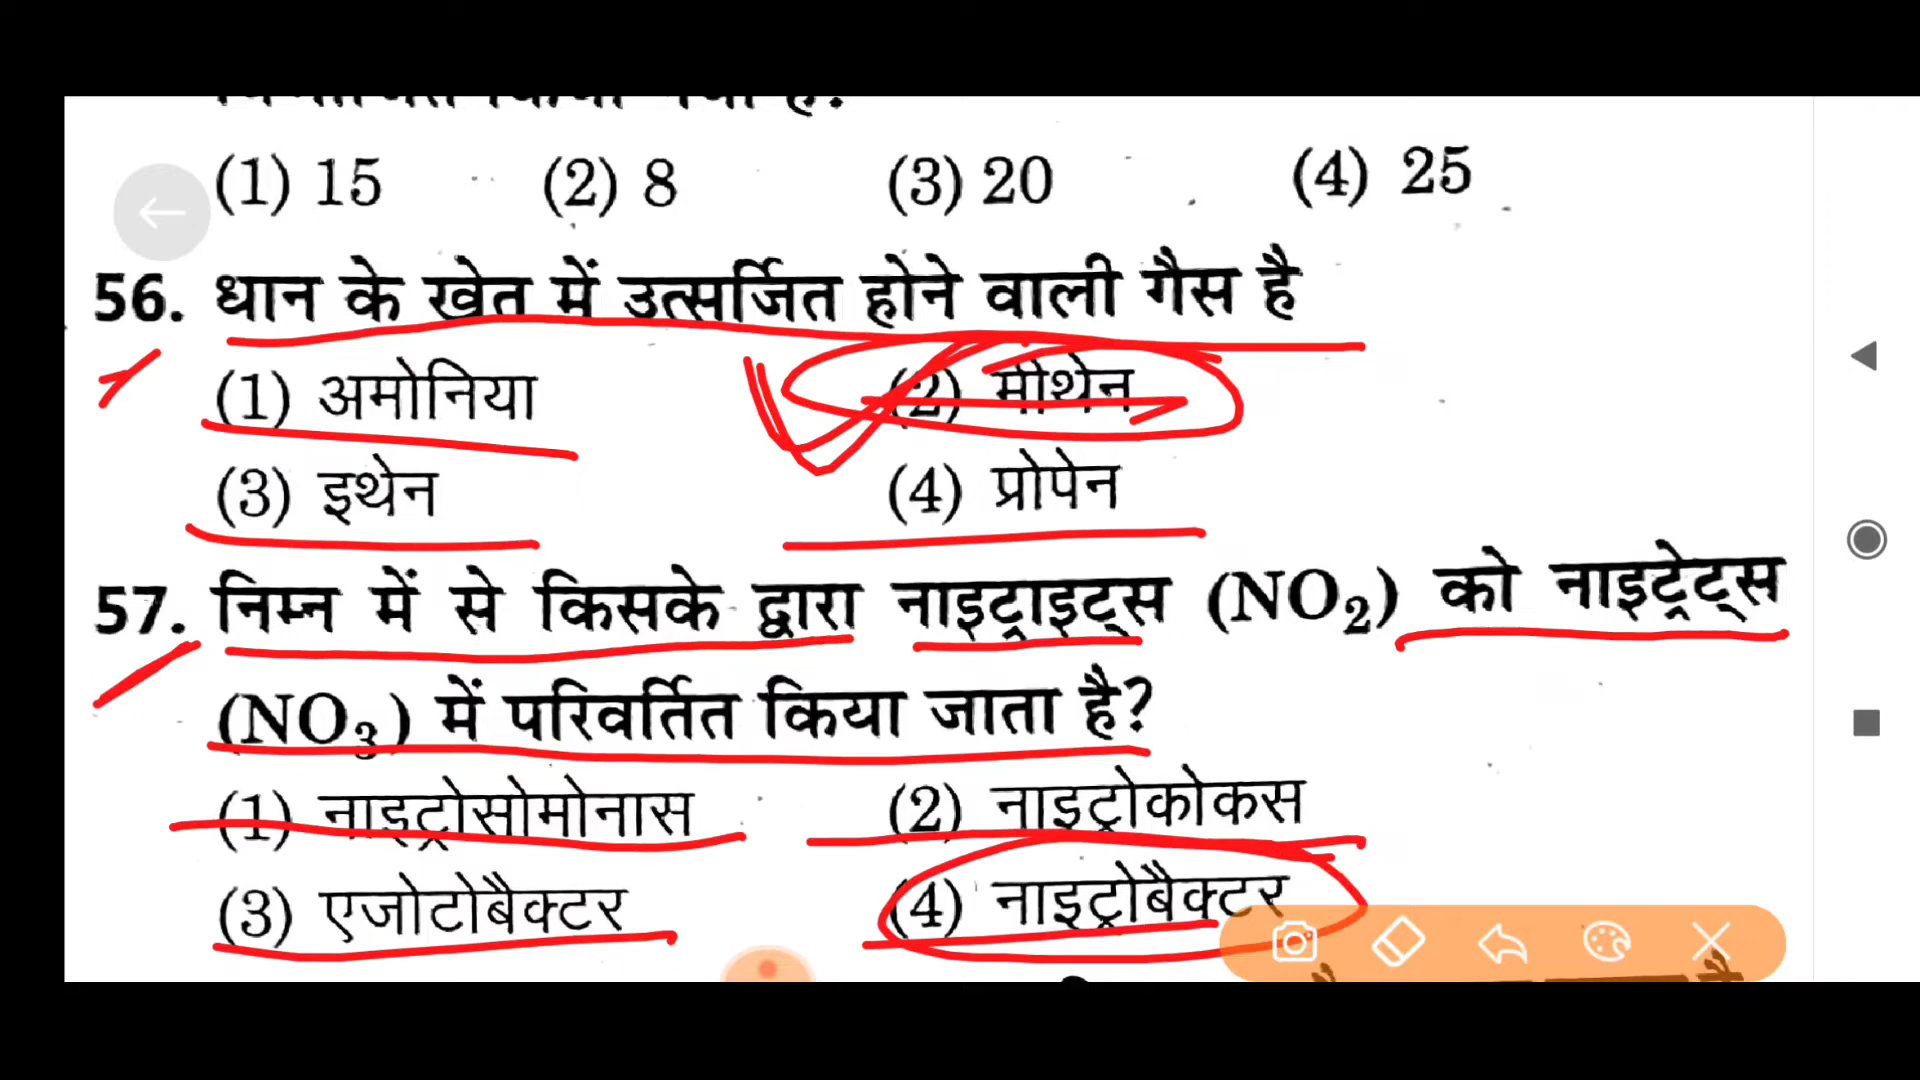 (1) 15 (2) 8 (3) 20 (4) 25
56. धान के खेत में उत्सर्जित होने वाली गैस है
(1) अमोनिया (2) मीथेन
(3) इथेन (4) प्रोपेन
57. निम्न में से किसके द्वारा नाइट्राइट्स (NO₂) को नाइट्रेट्स
(NO₃) में परिवर्तित किया जाता है?
(1) नाइट्रोसोमोनास (2) नाइट्रोकोकस
(3) एजोटोबैक्टर (4) नाइट्रोबैक्टर